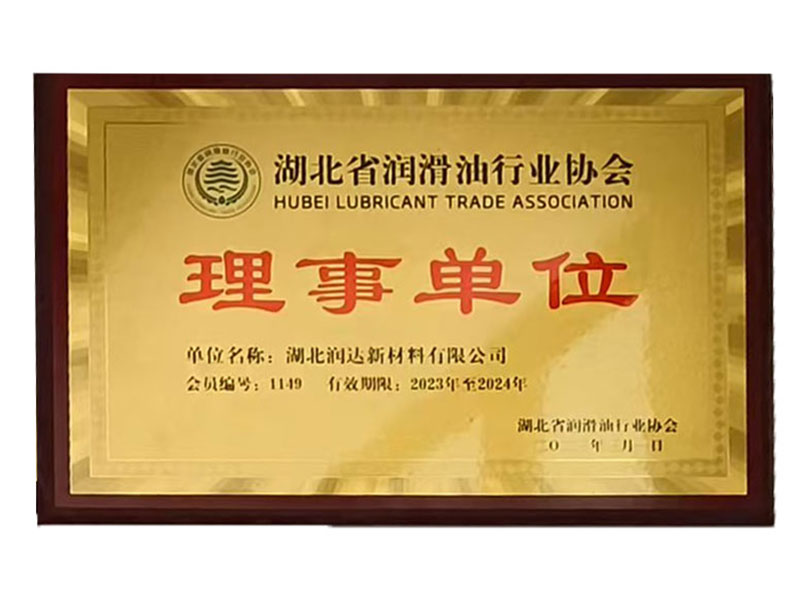 湖北省润滑油行业协会
HUBEI LUBRICANT TRADE ASSOCIATION
理事单位
单位名称：湖北润达新材料有限公司
会员编号：1149 有效期限：2023年至2024年
湖北省润滑油行业协会